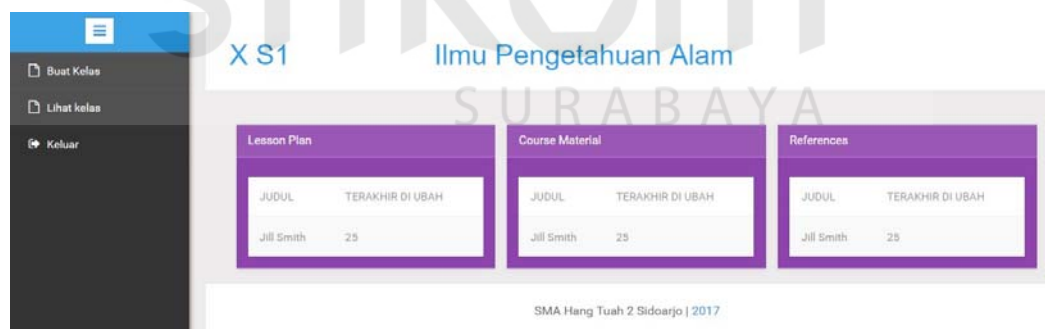 SURABAYA
Buat Kelas
Lihat kelas
Keluar
X S1 Ilmu Pengetahuan Alam
Lesson Plan
JUDUL TERAKHIR DI UBAH
Jill Smith 25
Course Material
JUDUL TERAKHIR DI UBAH
Jill Smith 25
References
JUDUL TERAKHIR DI UBAH
Jill Smith 25
SMA Hang Tuah 2 Sidoarjo | 2017